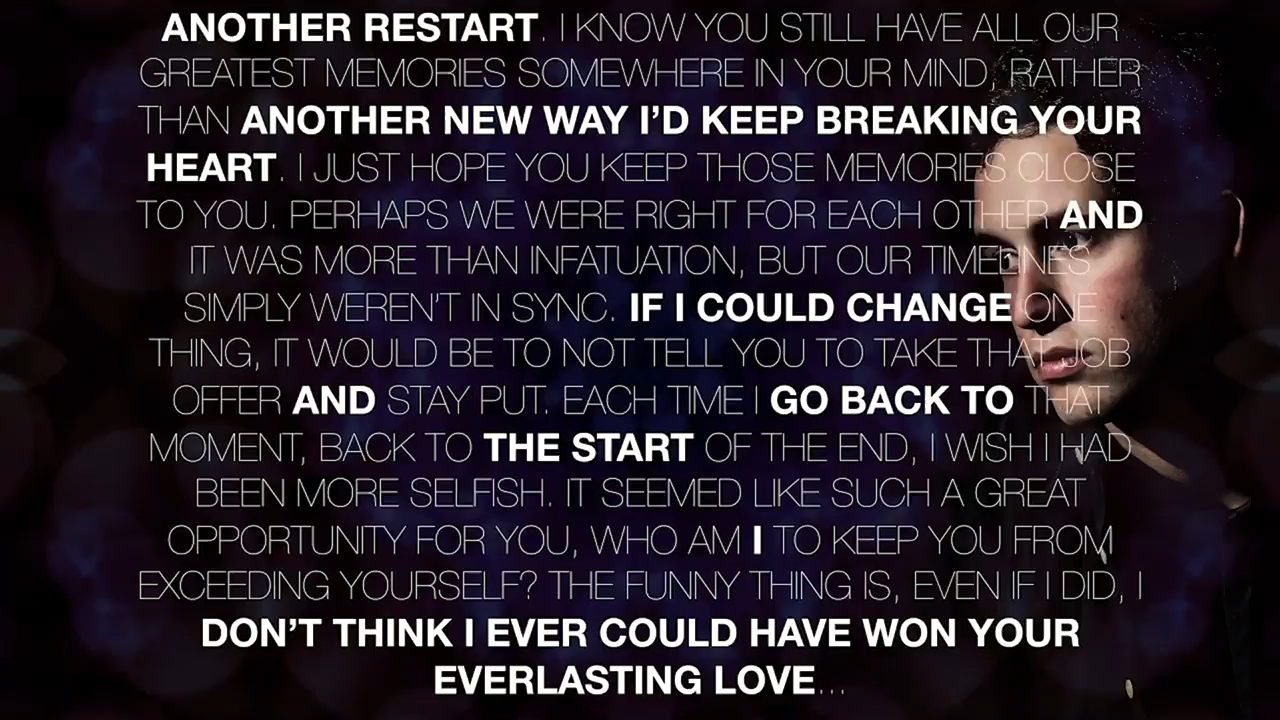 ANOTHER RESTART. I KNOW YOU STILL HAVE ALL OUR
GREATEST MEMORIES SOMEWHERE IN YOUR MIND, RATHER
THAN ANOTHER NEW WAY I'D KEEP BREAKING YOUR
HEART. I JUST HOPE YOU KEEP THOSE MEMORIES CLOSE
TO YOU. PERHAPS WE WERE RIGHT FOR EACH OTHER AND
IT WAS MORE THAN INFATUATION, BUT OUR TIMELINES
SIMPLY WEREN'T IN SYNC. IF I COULD CHANGE ONE
THING, IT WOULD BE TO NOT TELL YOU TO TAKE THAT JOB
OFFER AND STAY PUT. EACH TIME I GO BACK TO THAT
MOMENT, BACK TO THE START OF THE END, I WISH I HAD
BEEN MORE SELFISH. IT SEEMED LIKE SUCH A GREAT
OPPORTUNITY FOR YOU, WHO AM I TO KEEP YOU FROM
EXCEEDING YOURSELF? THE FUNNY THING IS, EVEN IF I DID, I
DON'T THINK I EVER COULD HAVE WON YOUR
EVERLASTING LOVE...